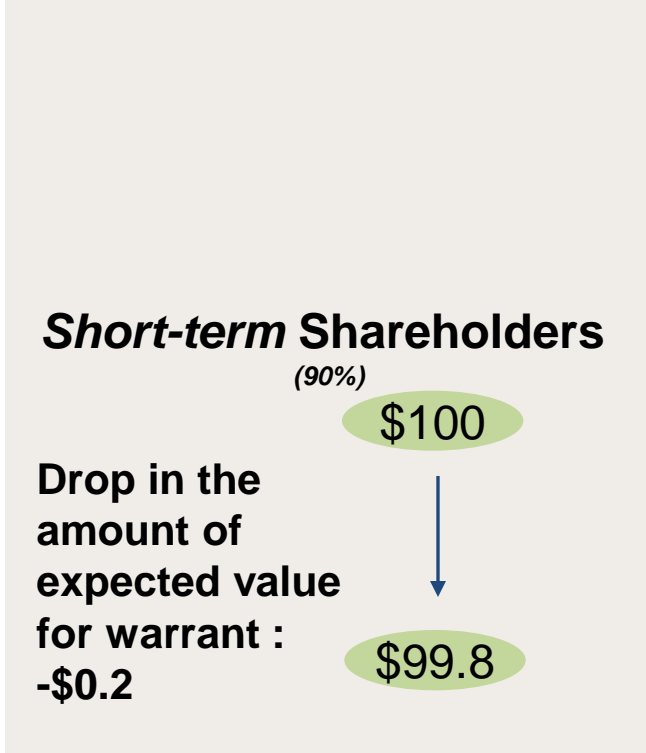 Short-term Shareholders
(90%)
$100
Drop in the
amount of
expected value
for warrant :
-$0.2
$99.8